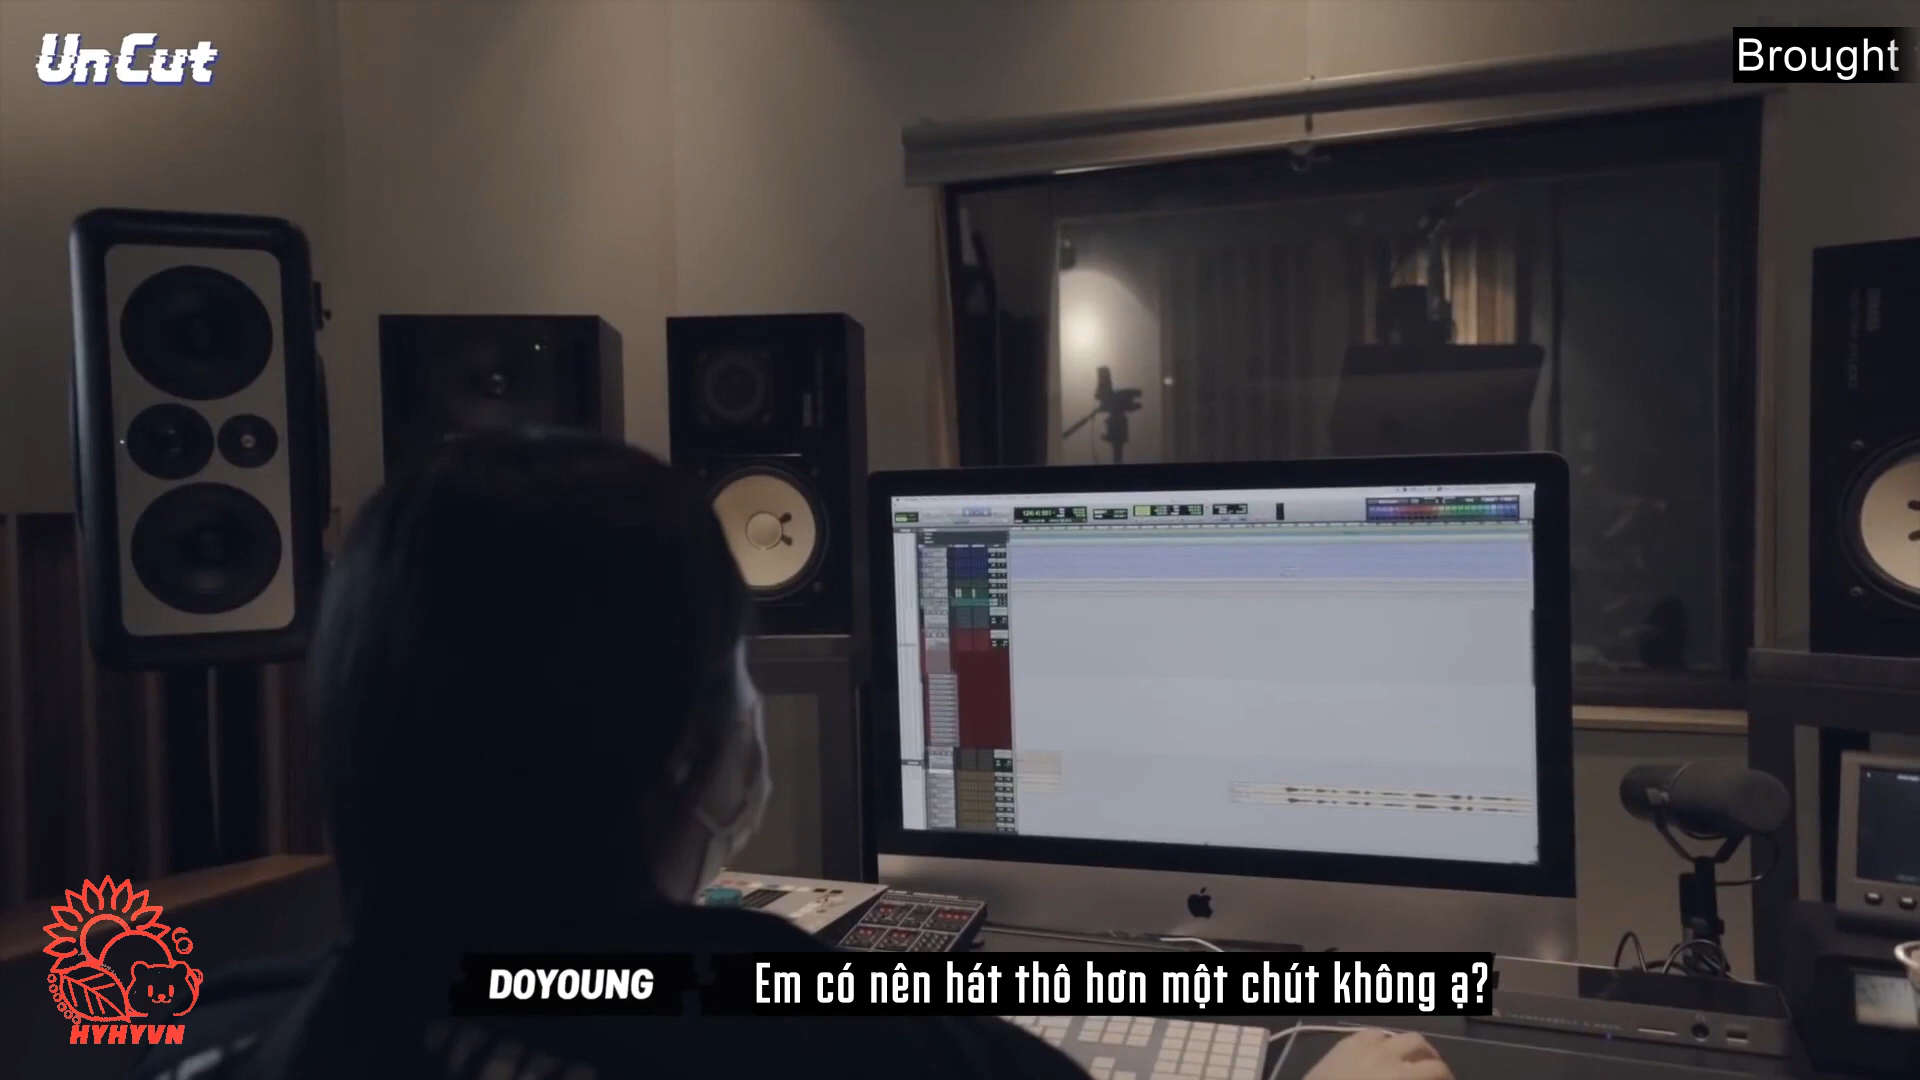 UnCut
Brought
HYHYVN
DOYOUNG
Em có nên hát thô hơn một chút không ạ?